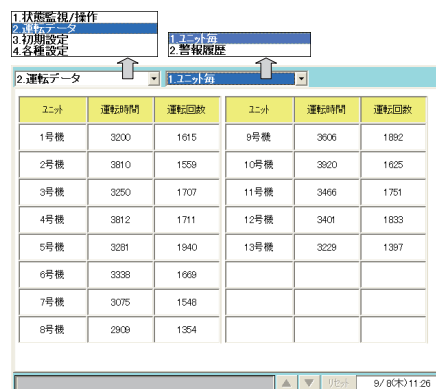 1.状態監視/操作
2.運転データ
3.初期設定
4.各種設定
1.ユニット毎
2.警報履歴
2.運転データ 1.ユニット毎
ユニット 運転時間 運転回数 ユニット 運転時間 運転回数
1号機 3200 1615 9号機 3606 1892
2号機 3810 1559 10号機 3920 1625
3号機 3250 1707 11号機 3466 1751
4号機 3812 1711 12号機 3401 1833
5号機 3281 1940 13号機 3229 1397
6号機 3338 1669
7号機 3075 1548
8号機 2909 1354
リセット 9/ 8(木) 11:26